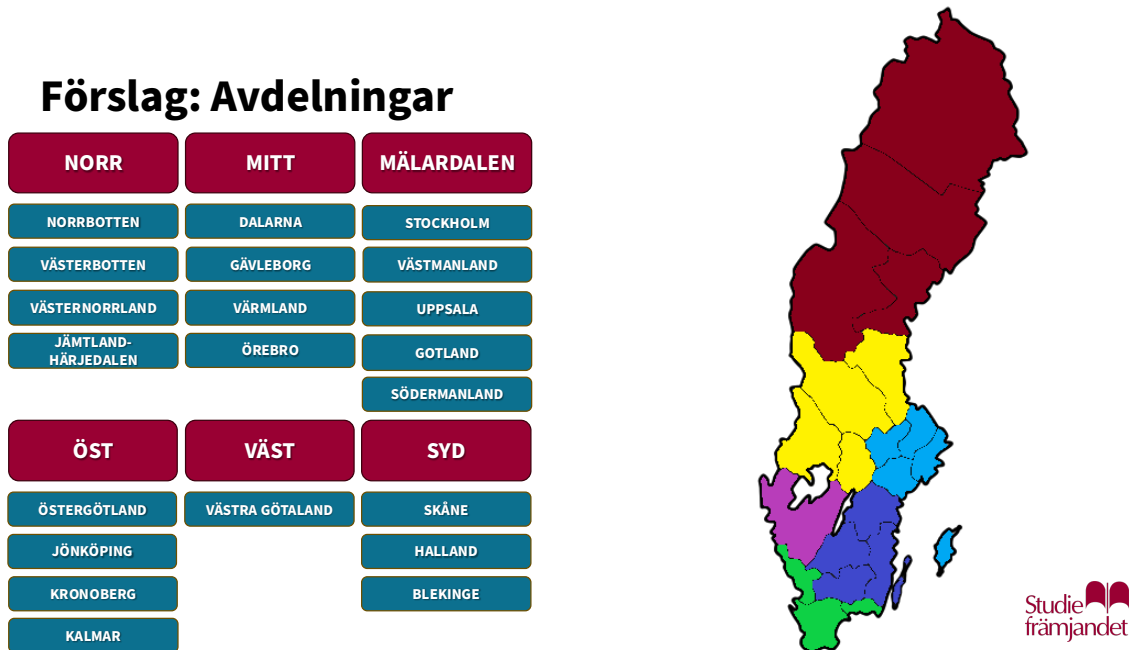 Förslag: Avdelningar
NORR
MITT
MÄLARDALEN
NORRBOTTEN
DALARNA
STOCKHOLM
VÄSTERBOTTEN
GÄVLEBORG
VÄSTMANLAND
VÄSTERNORRLAND
VÄRMLAND
UPPSALA
JÄMTLAND-
HÄRJEDALEN
ÖREBRO
GOTLAND
SÖDERMANLAND
ÖST
VÄST
SYD
ÖSTERGÖTLAND
VÄSTRA GÖTALAND
SKÅNE
JÖNKÖPING
HALLAND
KRONOBERG
BLEKINGE
KALMAR
Studie
främjandet